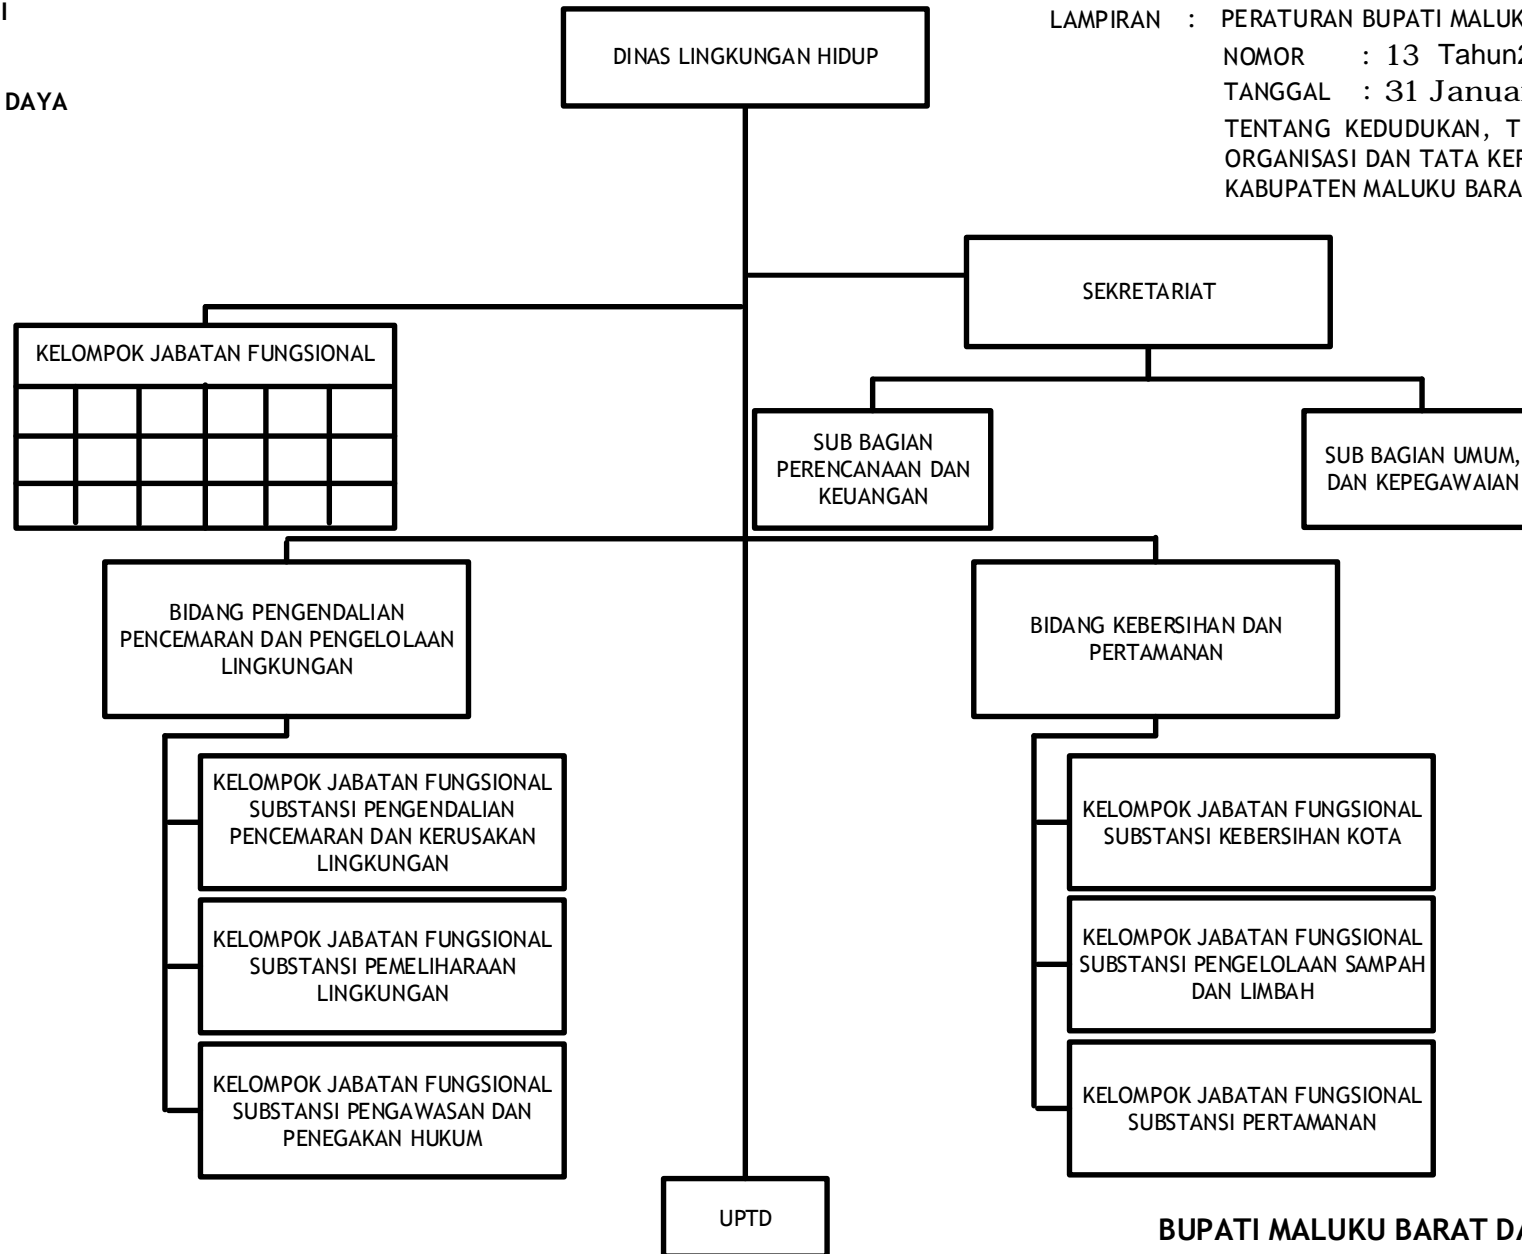 I
DAYA
DINAS LINGKUNGAN HIDUP
LAMPIRAN : PERATURAN BUPATI MALUK
NOMOR : 13 Tahun2
TANGGAL : 31 Janua
TENTANG KEDUDUKAN, T
ORGANISASI DAN TATA KER
KABUPATEN MALUKU BARA
SEKRETARIAT
KELOMPOK JABATAN FUNGSIONAL
SUB BAGIAN
PERENCANAAN DAN
KEUANGAN
SUB BAGIAN UMUM,
DAN KEPEGAWAIAN
BIDANG PENGENDALIAN
PENCEMARAN DAN PENGELOLAAN
LINGKUNGAN
BIDANG KEBERSIHAN DAN
PERTAMANAN
KELOMPOK JABATAN FUNGSIONAL
SUBSTANSI PENGENDALIAN
PENCEMARAN DAN KERUSAKAN
LINGKUNGAN
KELOMPOK JABATAN FUNGSIONAL
SUBSTANSI PEMELIHARAAN
LINGKUNGAN
KELOMPOK JABATAN FUNGSIONAL
SUBSTANSI PENGAWASAN DAN
PENEGAKAN HUKUM
KELOMPOK JABATAN FUNGSIONAL
SUBSTANSI KEBERSIHAN KOTA
KELOMPOK JABATAN FUNGSIONAL
SUBSTANSI PENGELOLAAN SAMPAH
DAN LIMBAH
KELOMPOK JABATAN FUNGSIONAL
SUBSTANSI PERTAMANAN
UPTD
BUPATI MALUKU BARAT DA